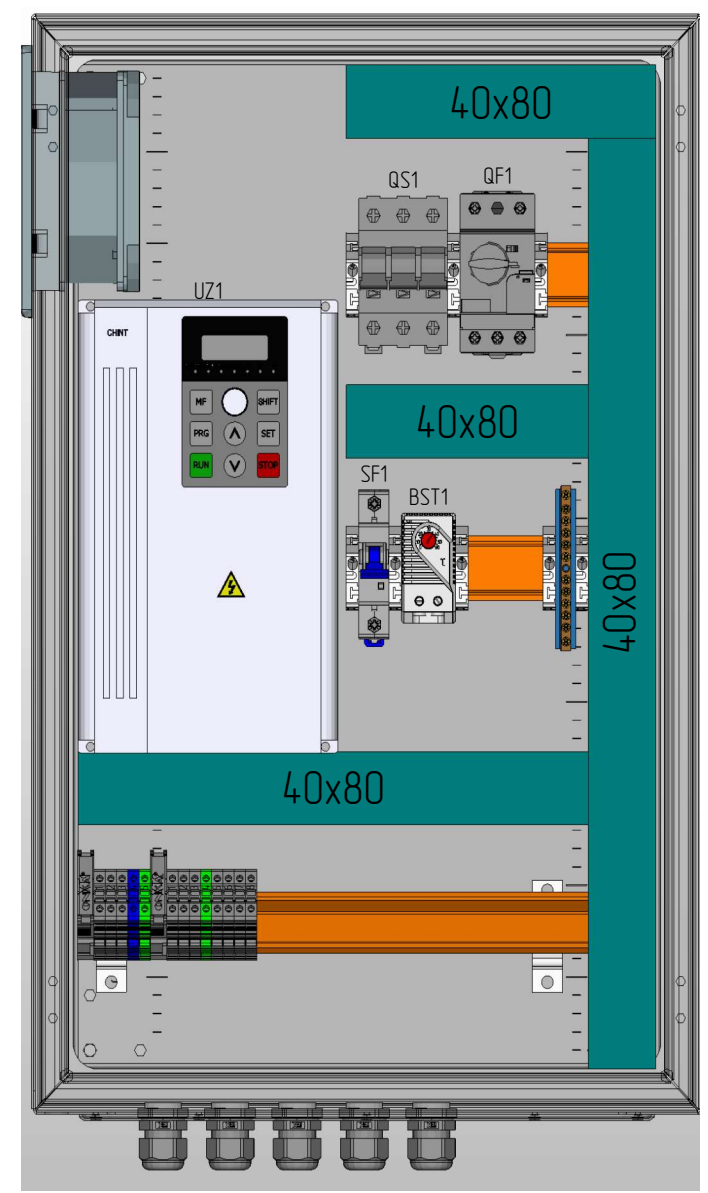 40x80
QS1
QF1
UZ1
CHINT
MF
SHIFT
PRG
SET
RUN
STOP
40x80
SF1
BST1
℃
40x80
40x80